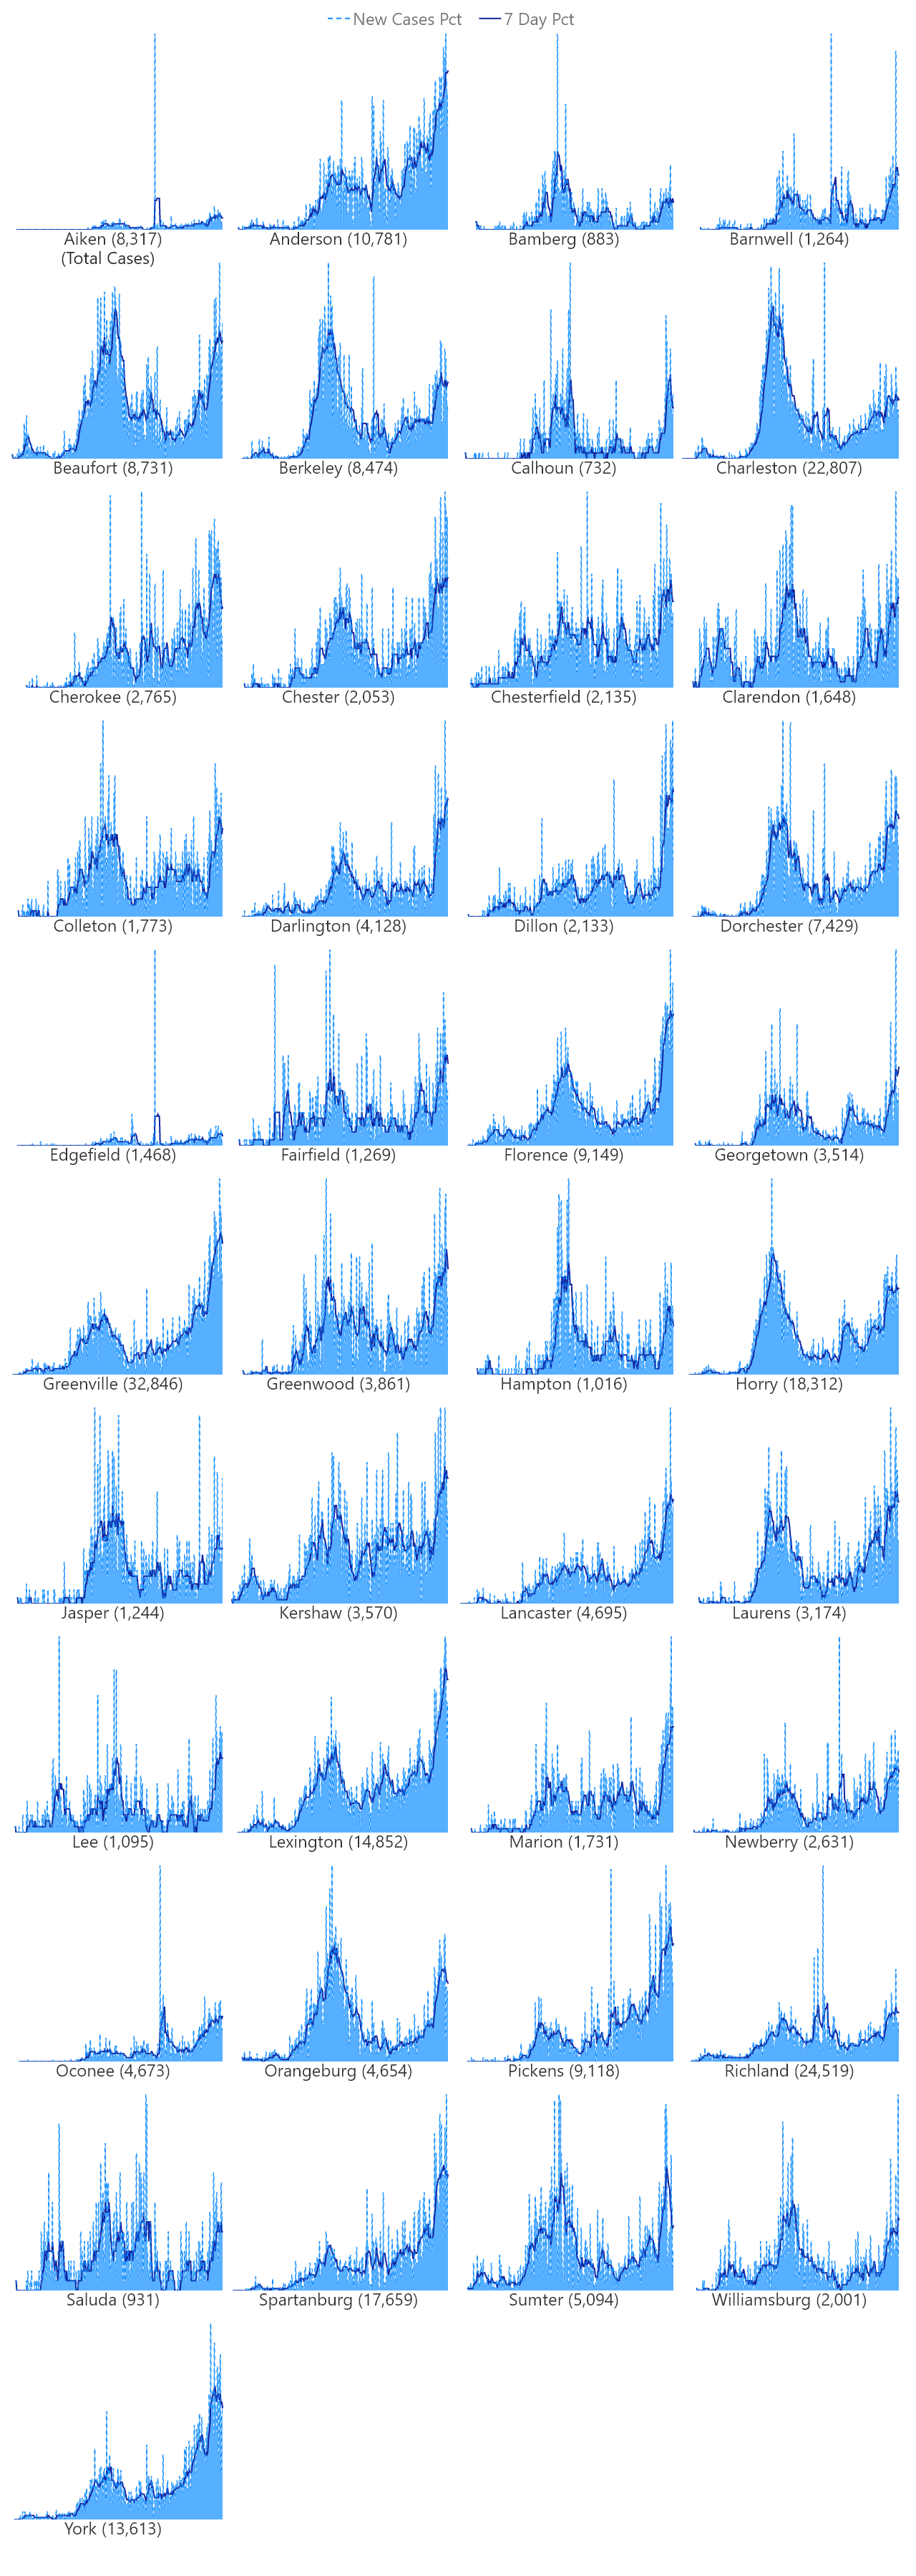 New Cases Pct 7 Day Pct
Aiken (8,317) Anderson (10,781) Bamberg (883) Barnwell (1,264)
(Total Cases)
Beaufort (8,731) Berkeley (8,474) Calhoun (732) Charleston (22,807)
Cherokee (2,765) Chester (2,053) Chesterfield (2,135) Clarendon (1,648)
Colleton (1,773) Darlington (4,128) Dillon (2,133) Dorchester (7,429)
Edgefield (1,468) Fairfield (1,269) Florence (9,149) Georgetown (3,514)
Greenville (32,846) Greenwood (3,861) Hampton (1,016) Horry (18,312)
Jasper (1,244) Kershaw (3,570) Lancaster (4,695) Laurens (3,174)
Lee (1,095) Lexington (14,852) Marion (1,731) Newberry (2,631)
Oconee (4,673) Orangeburg (4,654) Pickens (9,118) Richland (24,519)
Saluda (931) Spartanburg (17,659) Sumter (5,094) Williamsburg (2,001)
York (13,613)